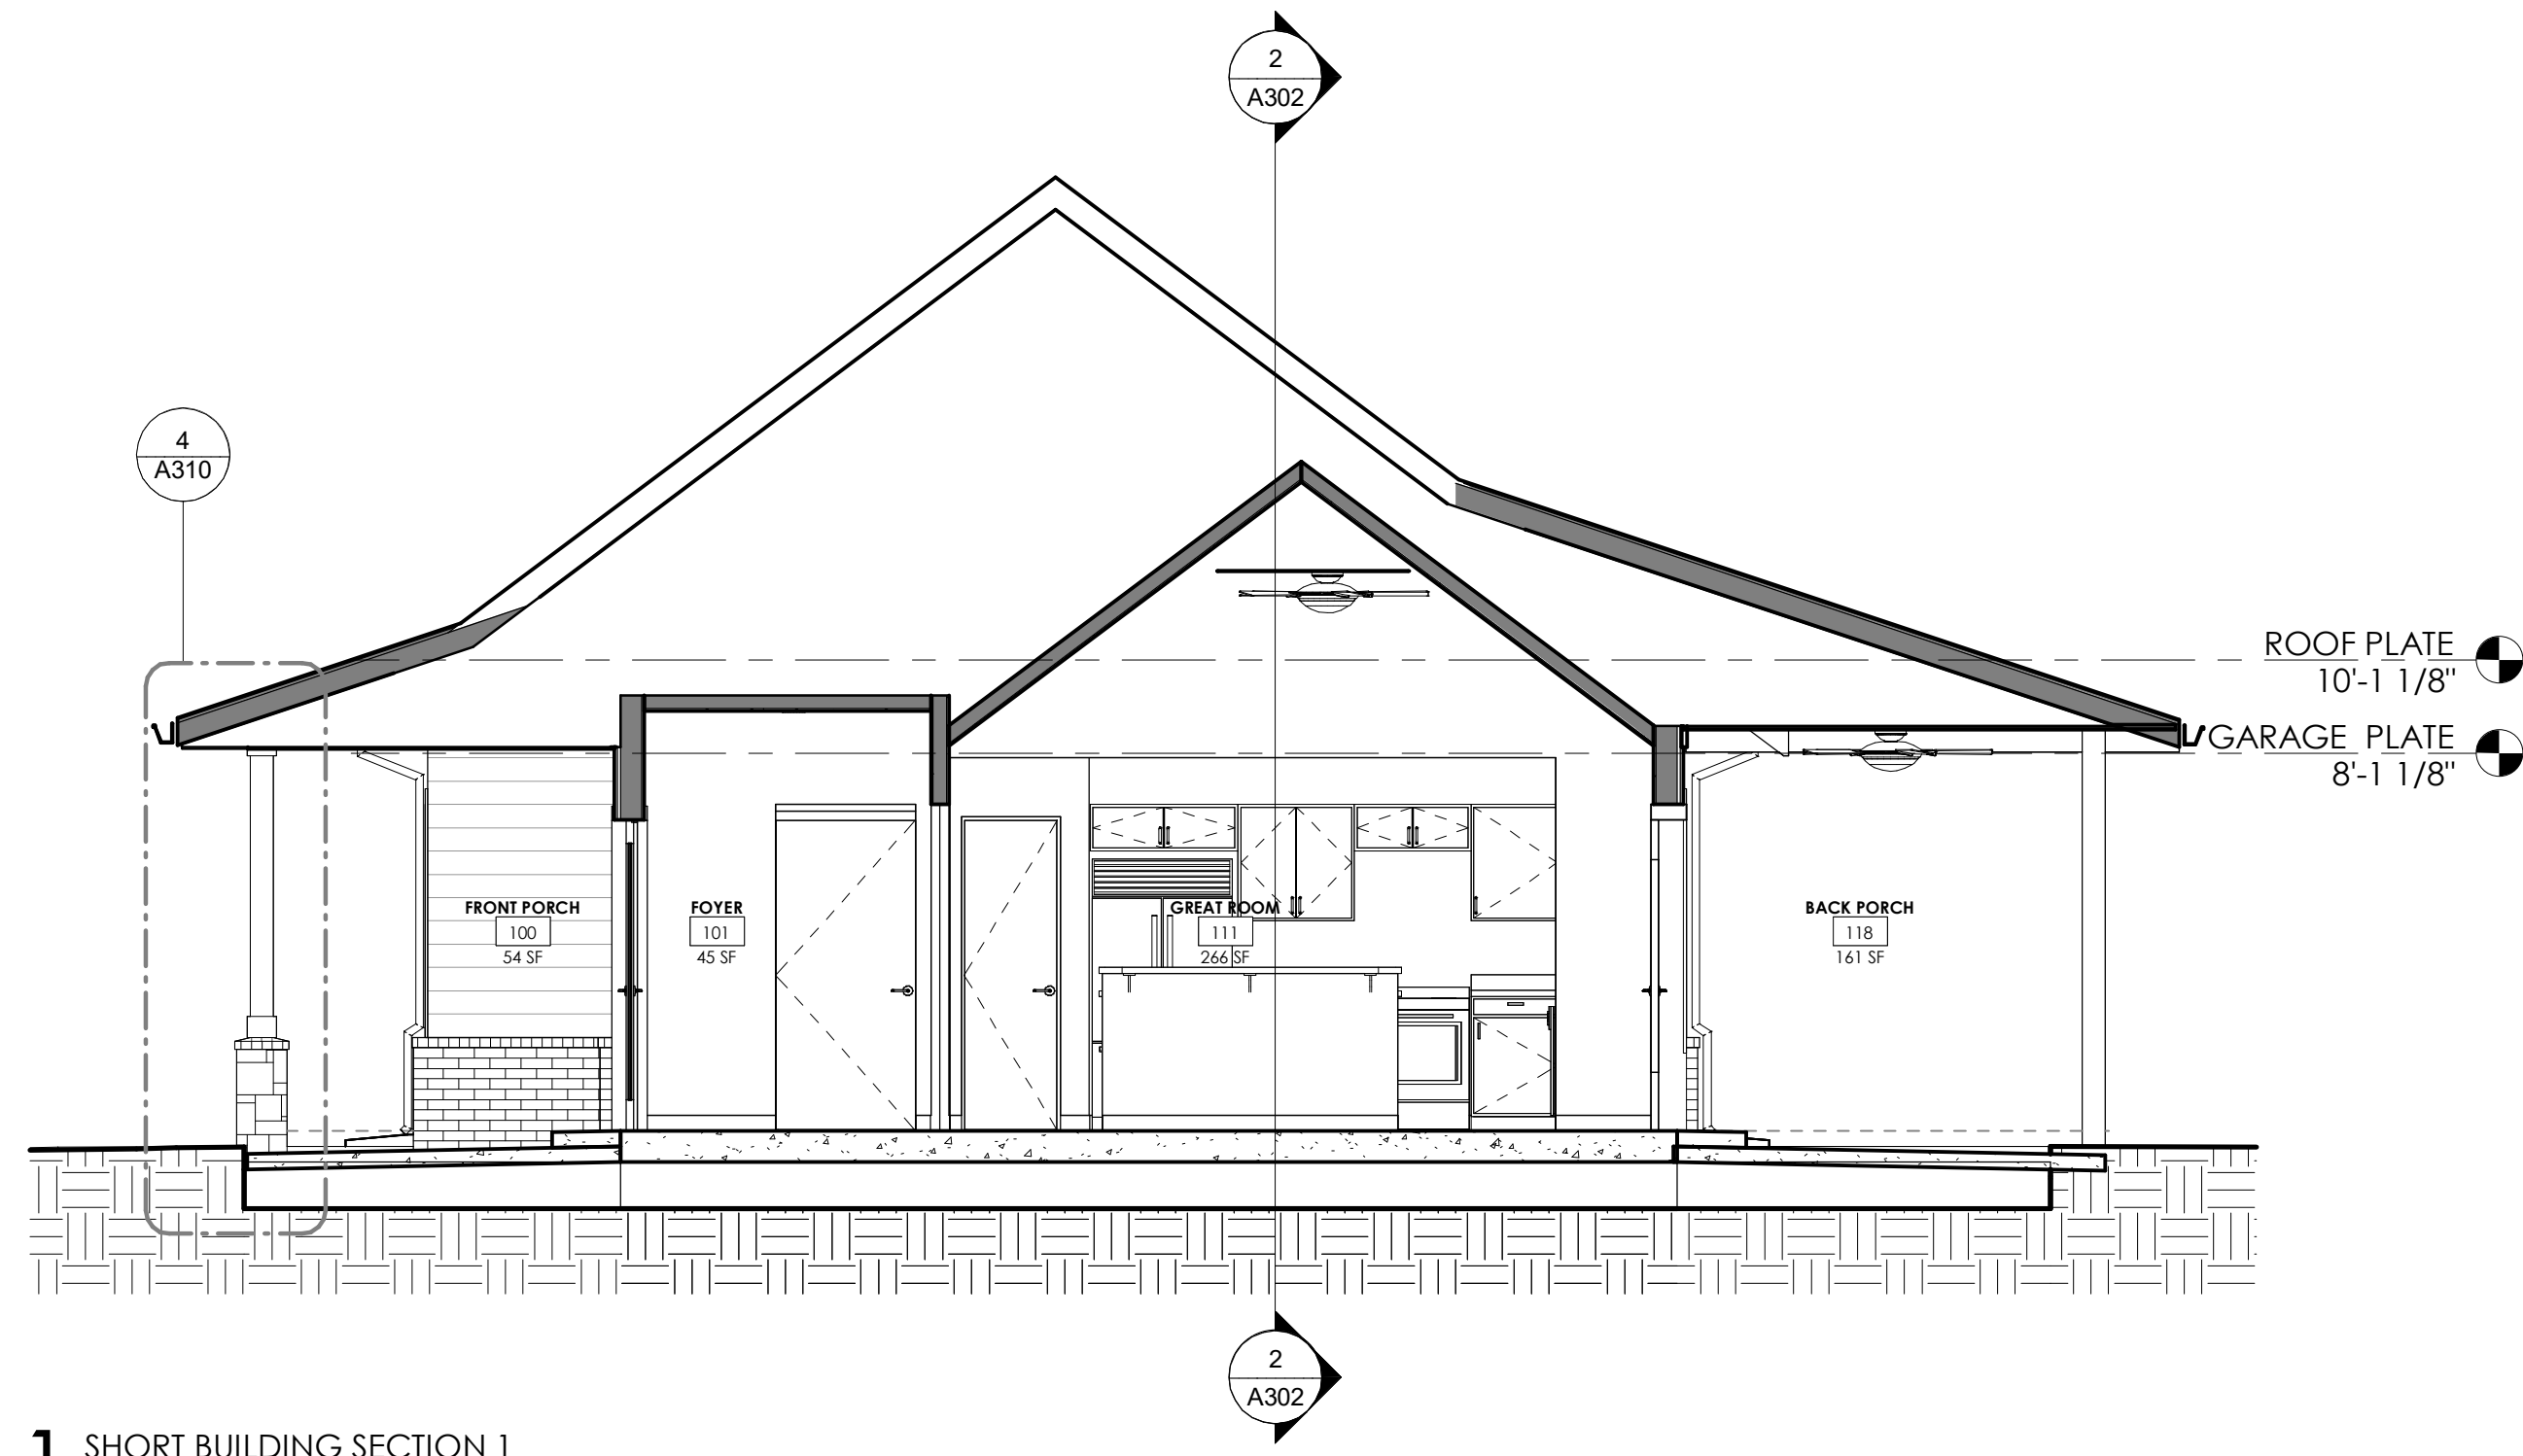 2
A302
4
A310
ROOF PLATE
10'-1 1/8"
GARAGE PLATE
8'-1 1/8"
FRONT PORCH
100
54 SF
FOYER
101
45 SF
GREAT ROOM
111
266 SF
BACK PORCH
118
161 SF
2
A302
1 SHORT BUILDING SECTION 1